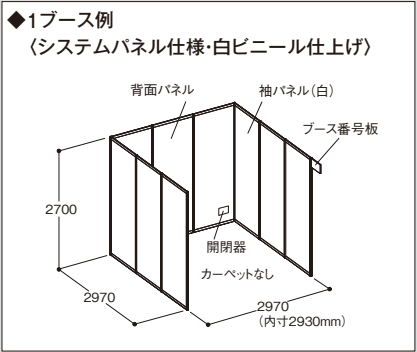 ◆1ブース例
〈システムパネル仕様・白ビニール仕上げ〉
背面パネル
袖パネル(白)
ブース番号板
2700
開閉器
カーペットなし
2970
2970
(内寸2930mm)